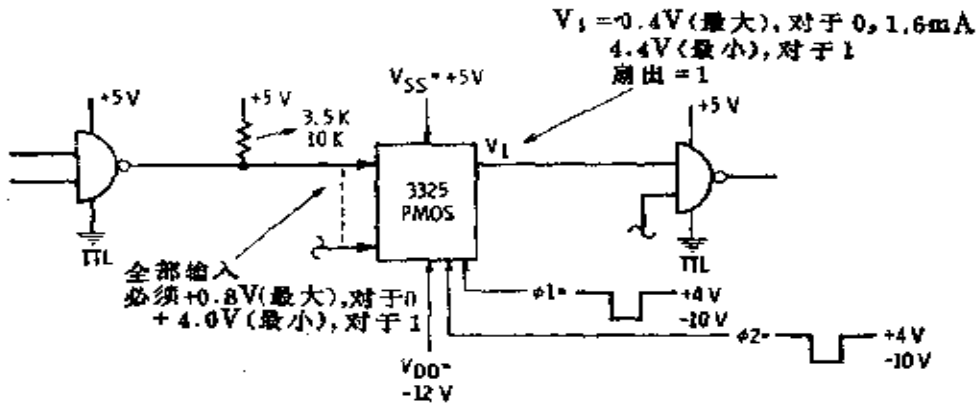 V₁=0.4V(最大),对于0,1.6mA
4.4V(最小),对于1
扇出=1
V_SS= +5V
+5V
+5V
3.5K
10K
+5V
V₁
3325
PMOS
TTL
TTL
全部输入
必须+0.8V(最大),对于0
+4.0V(最小),对于1
ϕ1=
+4V
-10V
ϕ2=
+4V
-10V
V_DD=
-12V